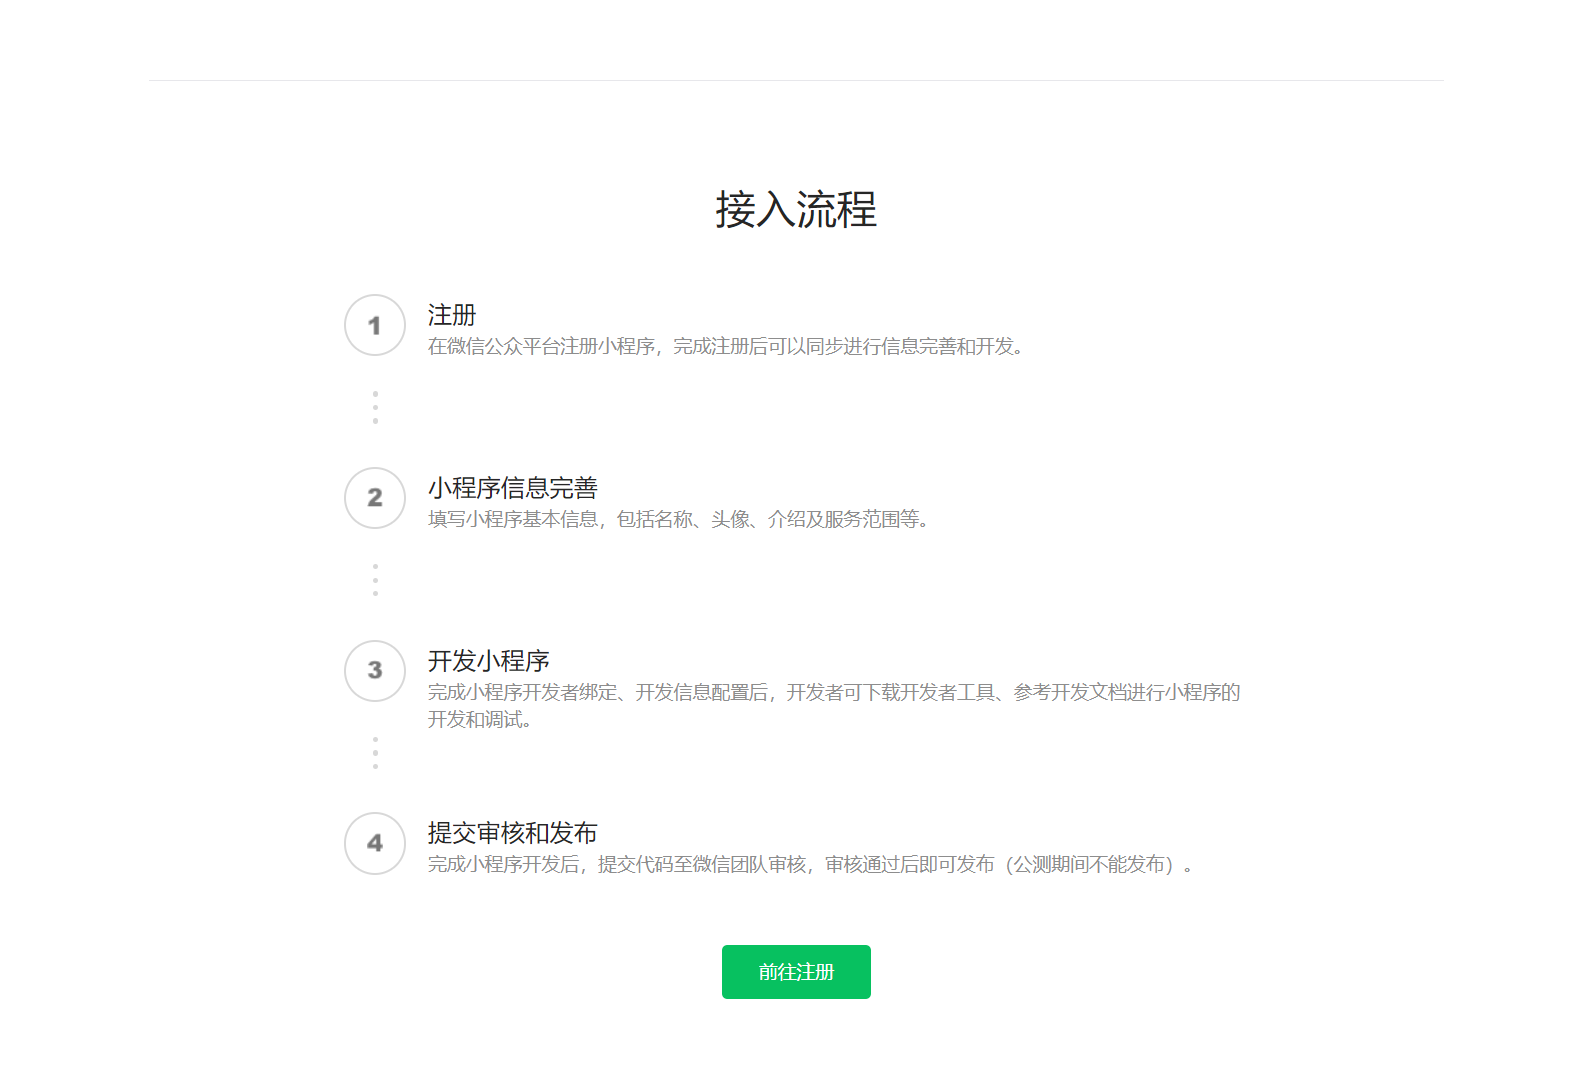 接入流程
1
注册
在微信公众平台注册小程序，完成注册后可以同步进行信息完善和开发。
2
小程序信息完善
填写小程序基本信息，包括名称、头像、介绍及服务范围等。
3
开发小程序
完成小程序开发者绑定、开发信息配置后，开发者可下载开发者工具、参考开发文档进行小程序的
开发和调试。
4
提交审核和发布
完成小程序开发后，提交代码至微信团队审核，审核通过后即可发布（公测期间不能发布）。
前往注册